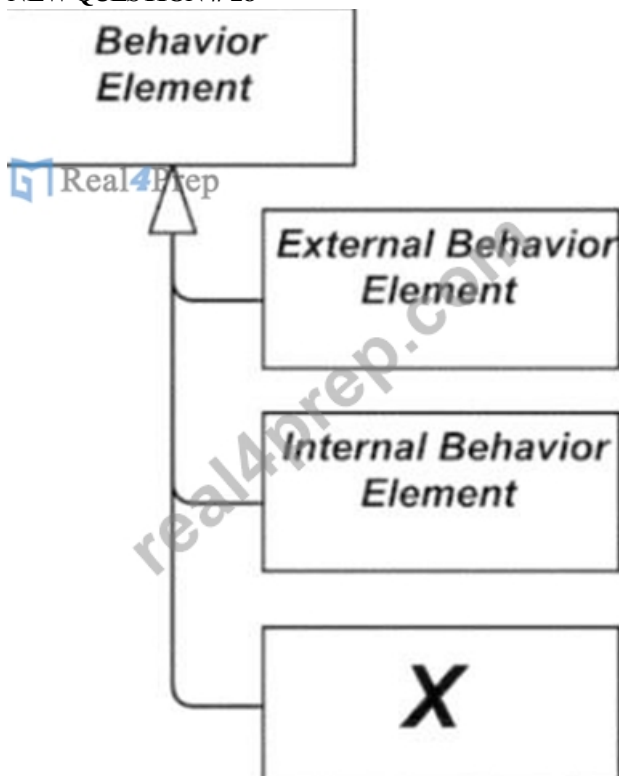 Behavior
Element
Real4Prep
External Behavior
Element
real4prep.com
Internal Behavior
Element
X